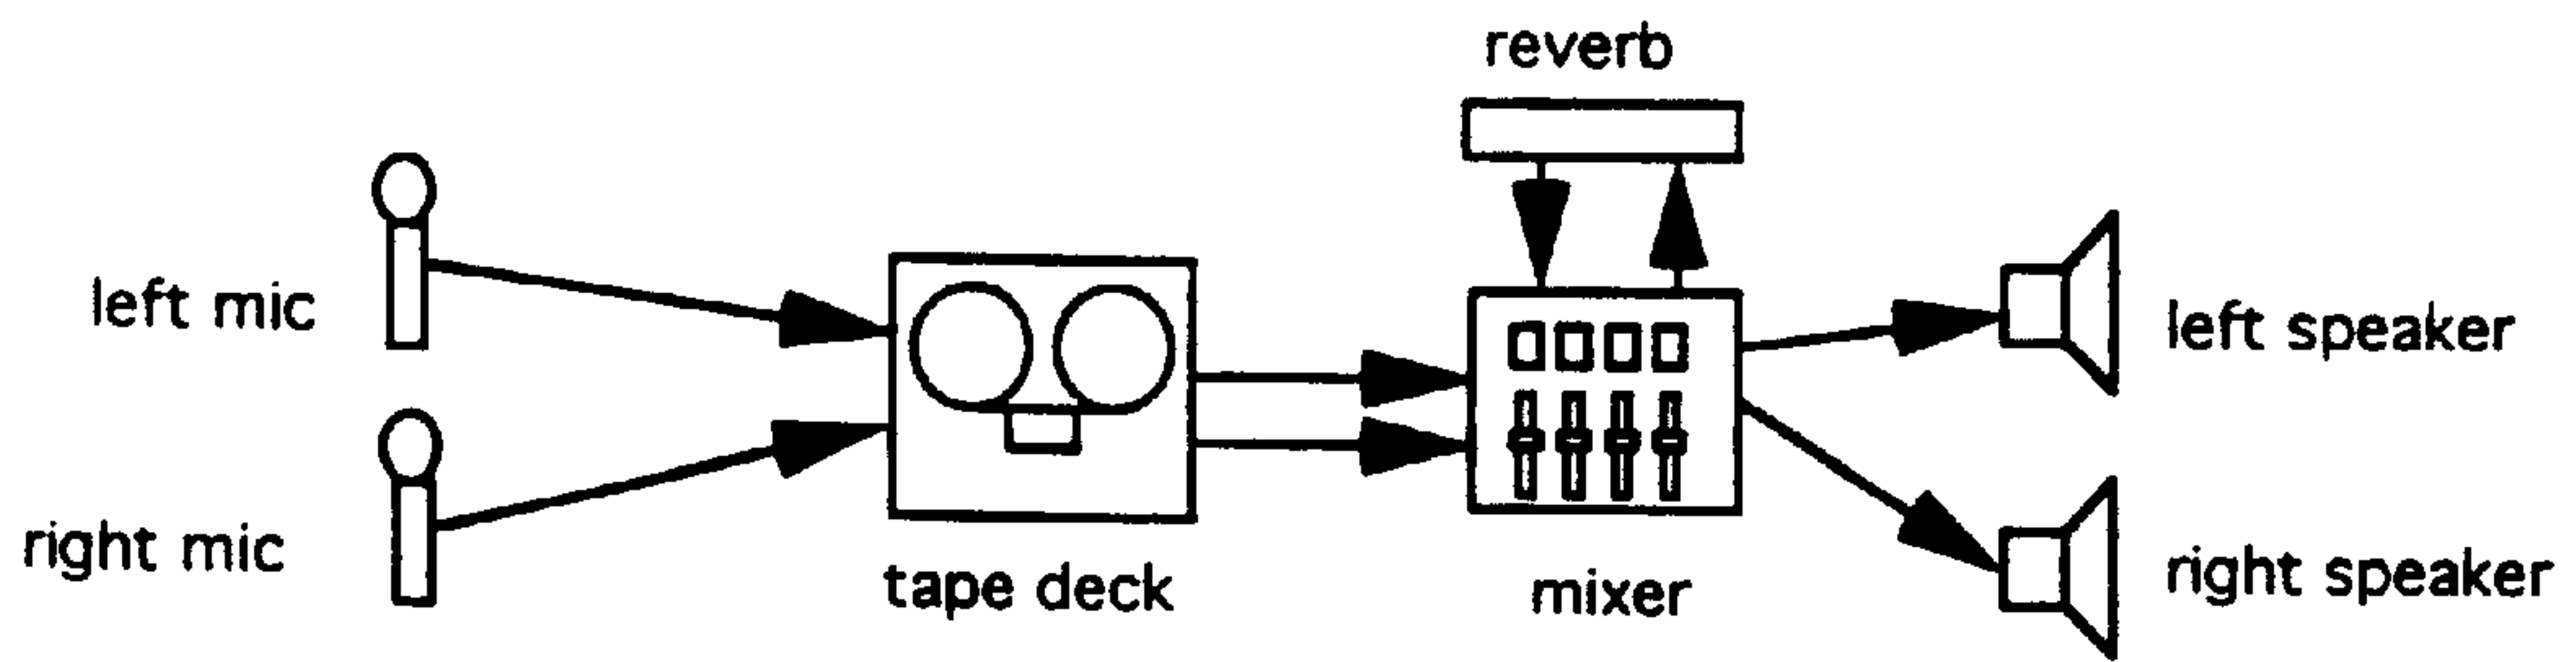 reverb
left mic
left speaker
right mic
tape deck
mixer
right speaker